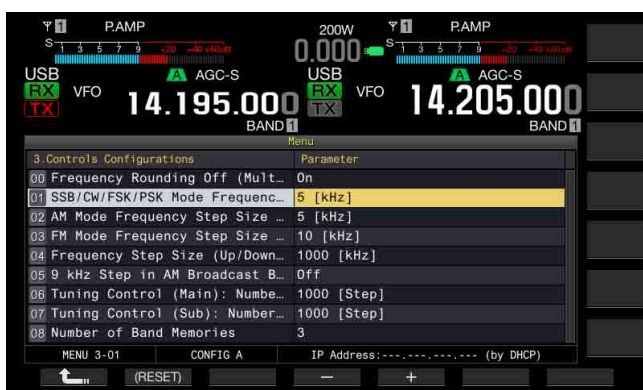 1 P.AMP 200W 1 P.AMP
S 1 3 5 7 9 +20 +40 +60dB 0.000 S 1 3 5 7 9 +20 +40 +60dB
USB A AGC-S USB A AGC-S
RX VFO 14.195.000 RX VFO 14.205.000
TX TX
BAND 1 BAND 1
Menu
3.Controls Configurations Parameter
00 Frequency Rounding Off (Mult... On
01 SSB/CW/FSK/PSK Mode Frequenc... 5 [kHz]
02 AM Mode Frequency Step Size ... 5 [kHz]
03 FM Mode Frequency Step Size ... 10 [kHz]
04 Frequency Step Size (Up/Down... 1000 [kHz]
05 9 kHz Step in AM Broadcast B... Off
06 Tuning Control (Main): Numbe... 1000 [Step]
07 Tuning Control (Sub): Number... 1000 [Step]
08 Number of Band Memories 3
MENU 3-01 CONFIG A IP Address:---.---.---.--- (by DHCP)
(RESET) − +